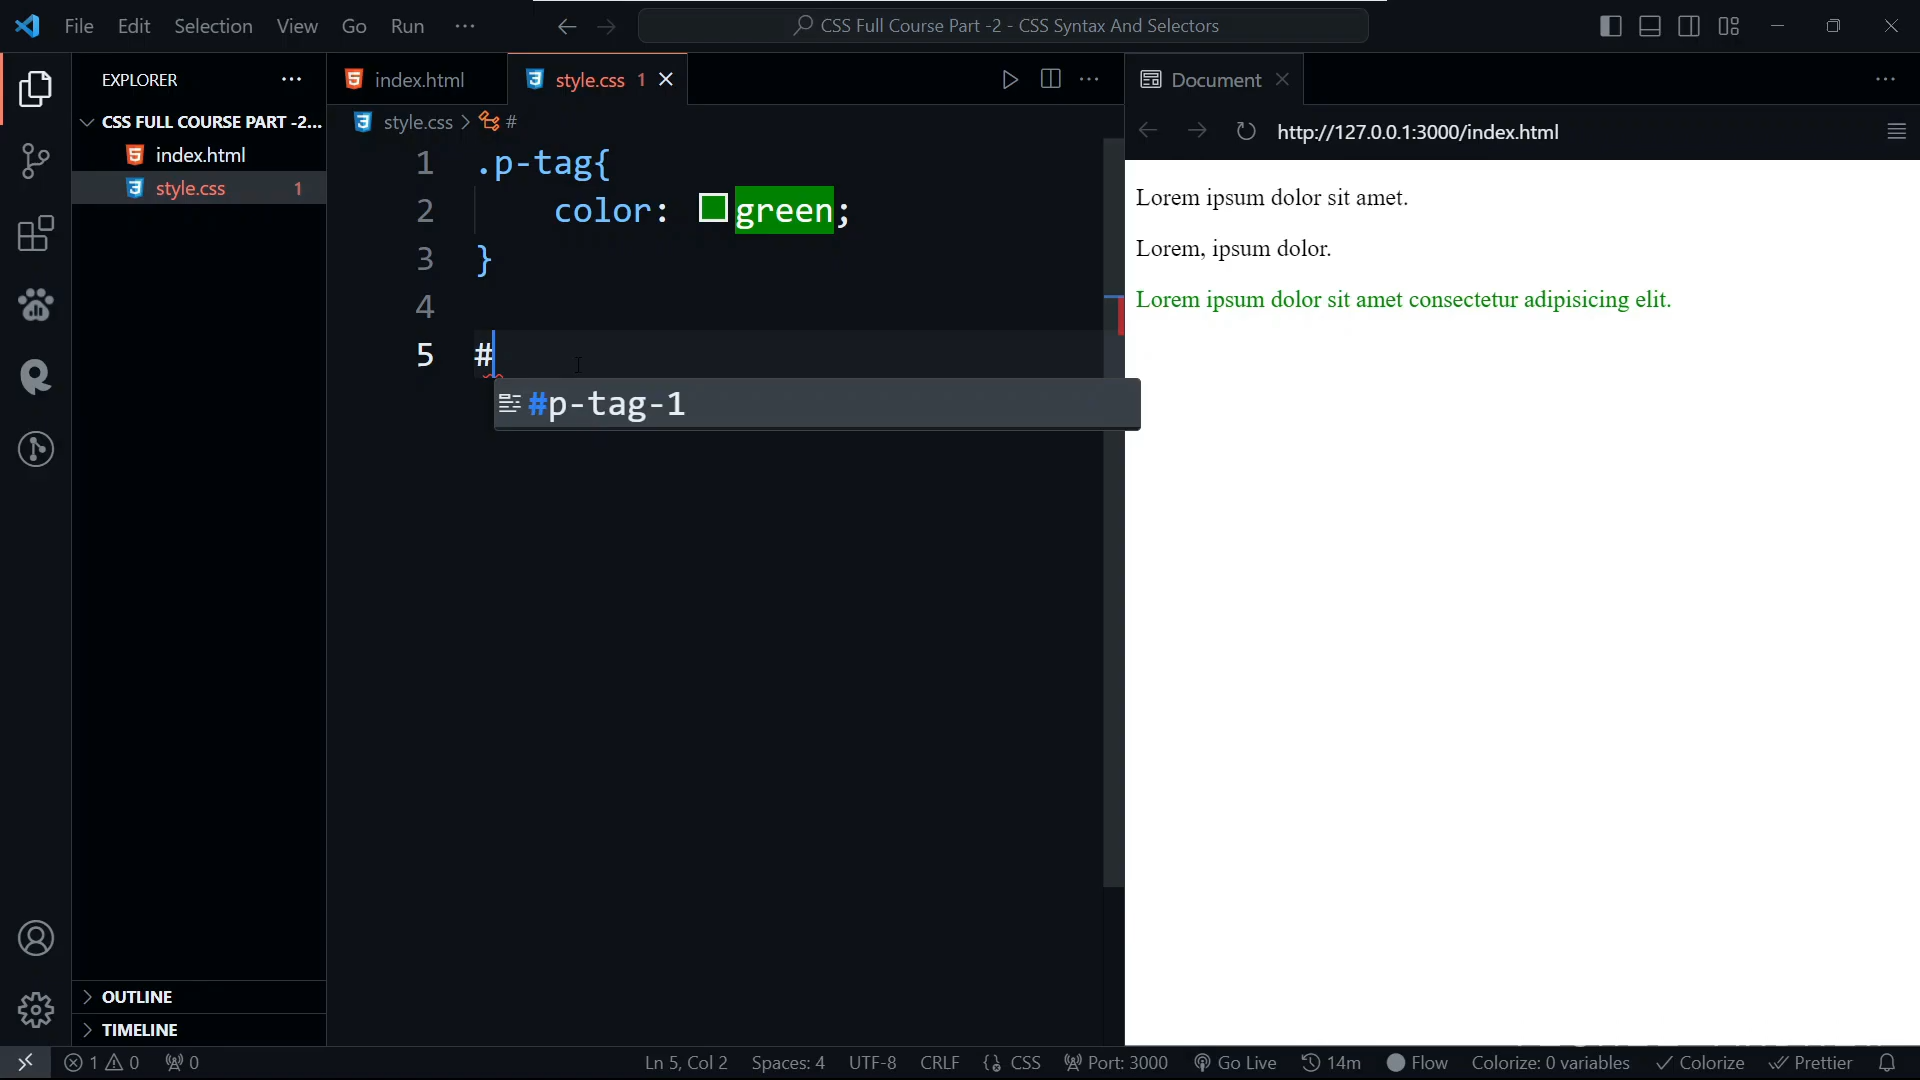 File Edit Selection View Go Run ···
CSS Full Course Part -2 - CSS Syntax And Selectors
EXPLORER
CSS FULL COURSE PART -2...
index.html
style.css 1
OUTLINE
TIMELINE
index.html
style.css 1
style.css > #
1 .p-tag{
2 color: green;
3 }
4
5 #
#p-tag-1
Document
http://127.0.0.1:3000/index.html
Lorem ipsum dolor sit amet.
Lorem, ipsum dolor.
Lorem ipsum dolor sit amet consectetur adipisicing elit.
1 0 0 Ln 5, Col 2 Spaces: 4 UTF-8 CRLF {} CSS Port: 3000 Go Live 14m Flow Colorize: 0 variables Colorize Prettier